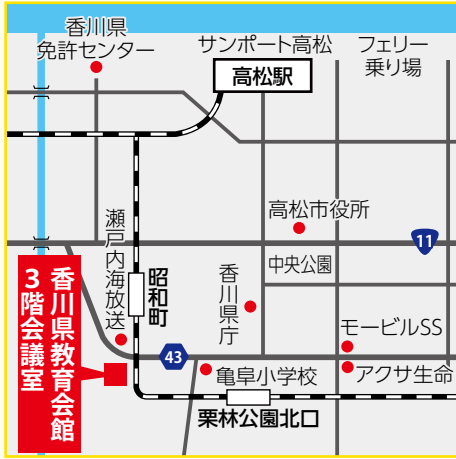 香川県
免許センター
サンポート高松
フェリー
乗り場
高松駅
高松市役所
11
瀬戸内海放送
昭和町
香川県庁
中央公園
香川県教育会館
3階会議室
43
モービルSS
亀阜小学校
アクサ生命
栗林公園北口